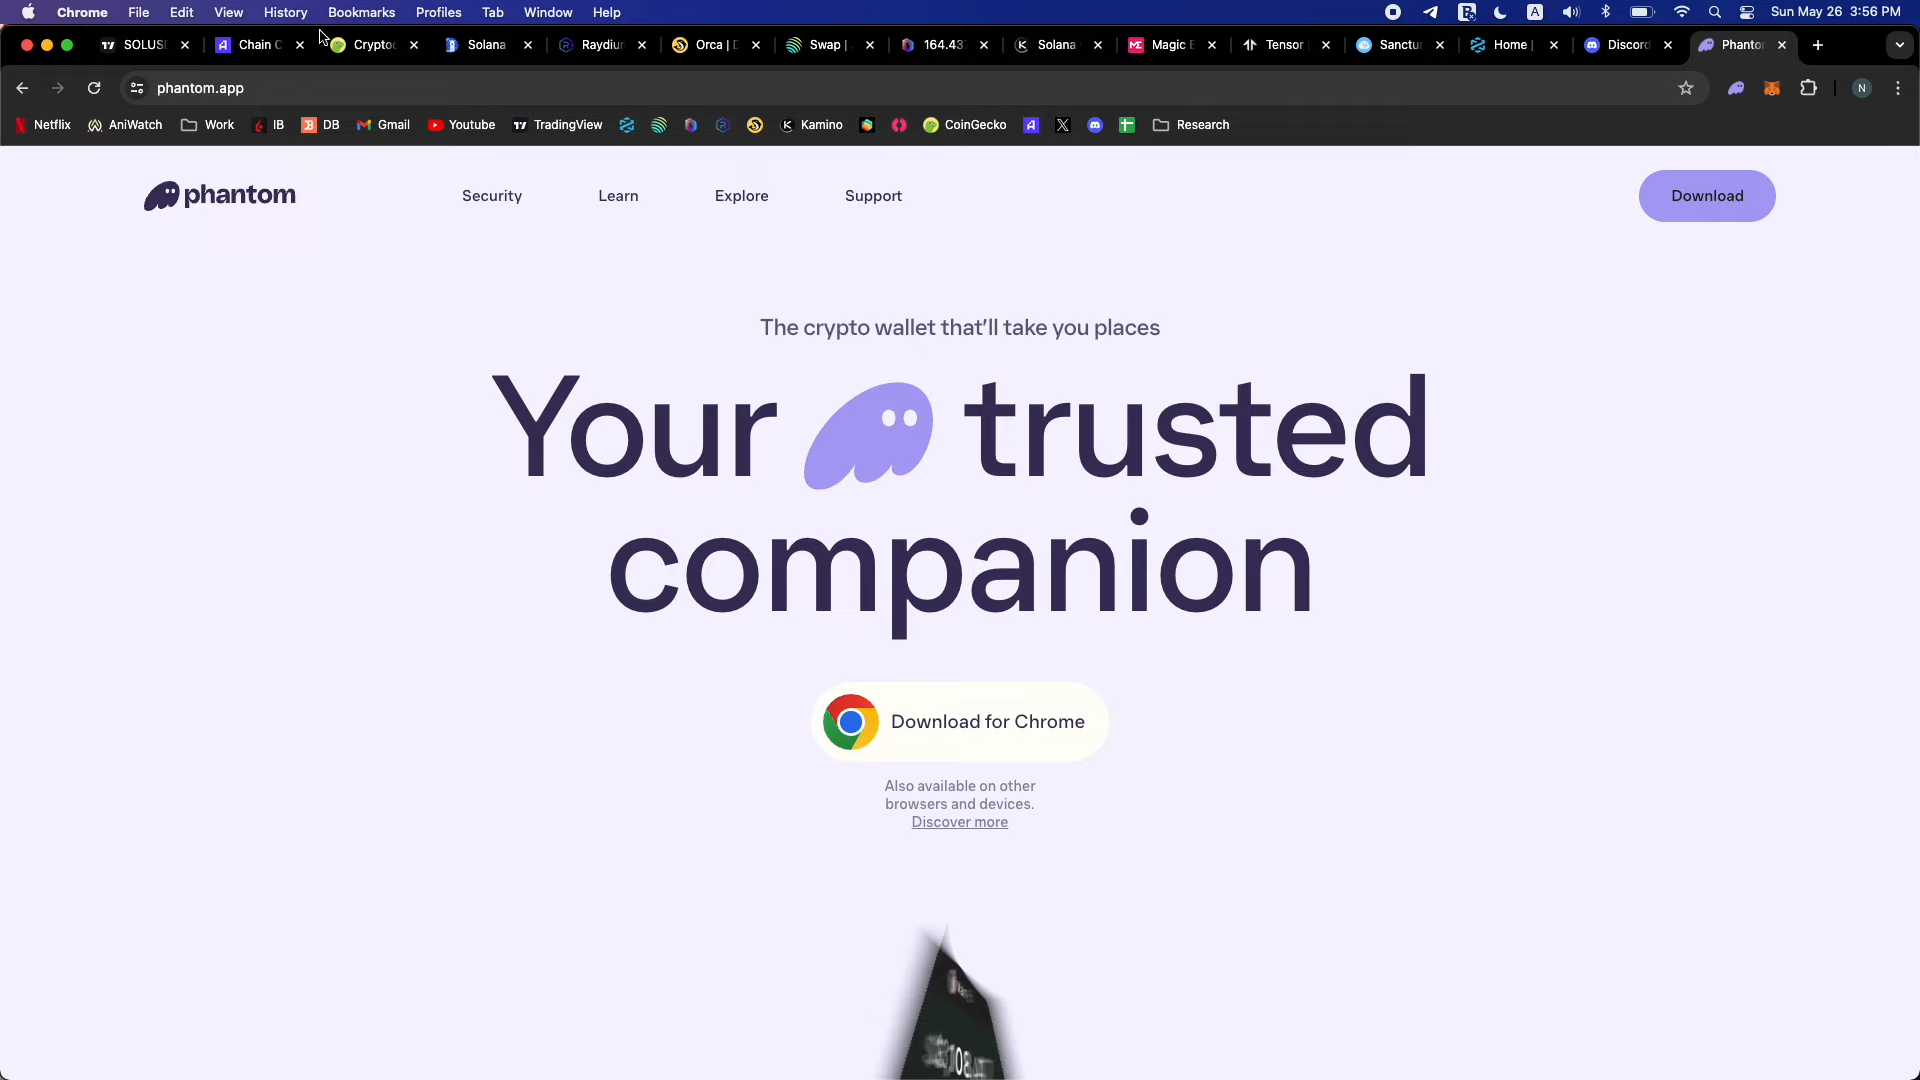 Chrome File Edit View History Bookmarks Profiles Tab Window Help A Sun May 26 3:56 PM
SOLUS Chain C Crypto Solana Raydiu Orca | D Swap | 164.43 Solana Magic E Tensor Sanctu Home | Discord Phanto
phantom.app N
Netflix AniWatch Work IB DB Gmail Youtube TradingView Kamino CoinGecko Research
phantom Security Learn Explore Support Download
The crypto wallet that'll take you places
Your trusted
companion
Download for Chrome
Also available on other
browsers and devices.
Discover more